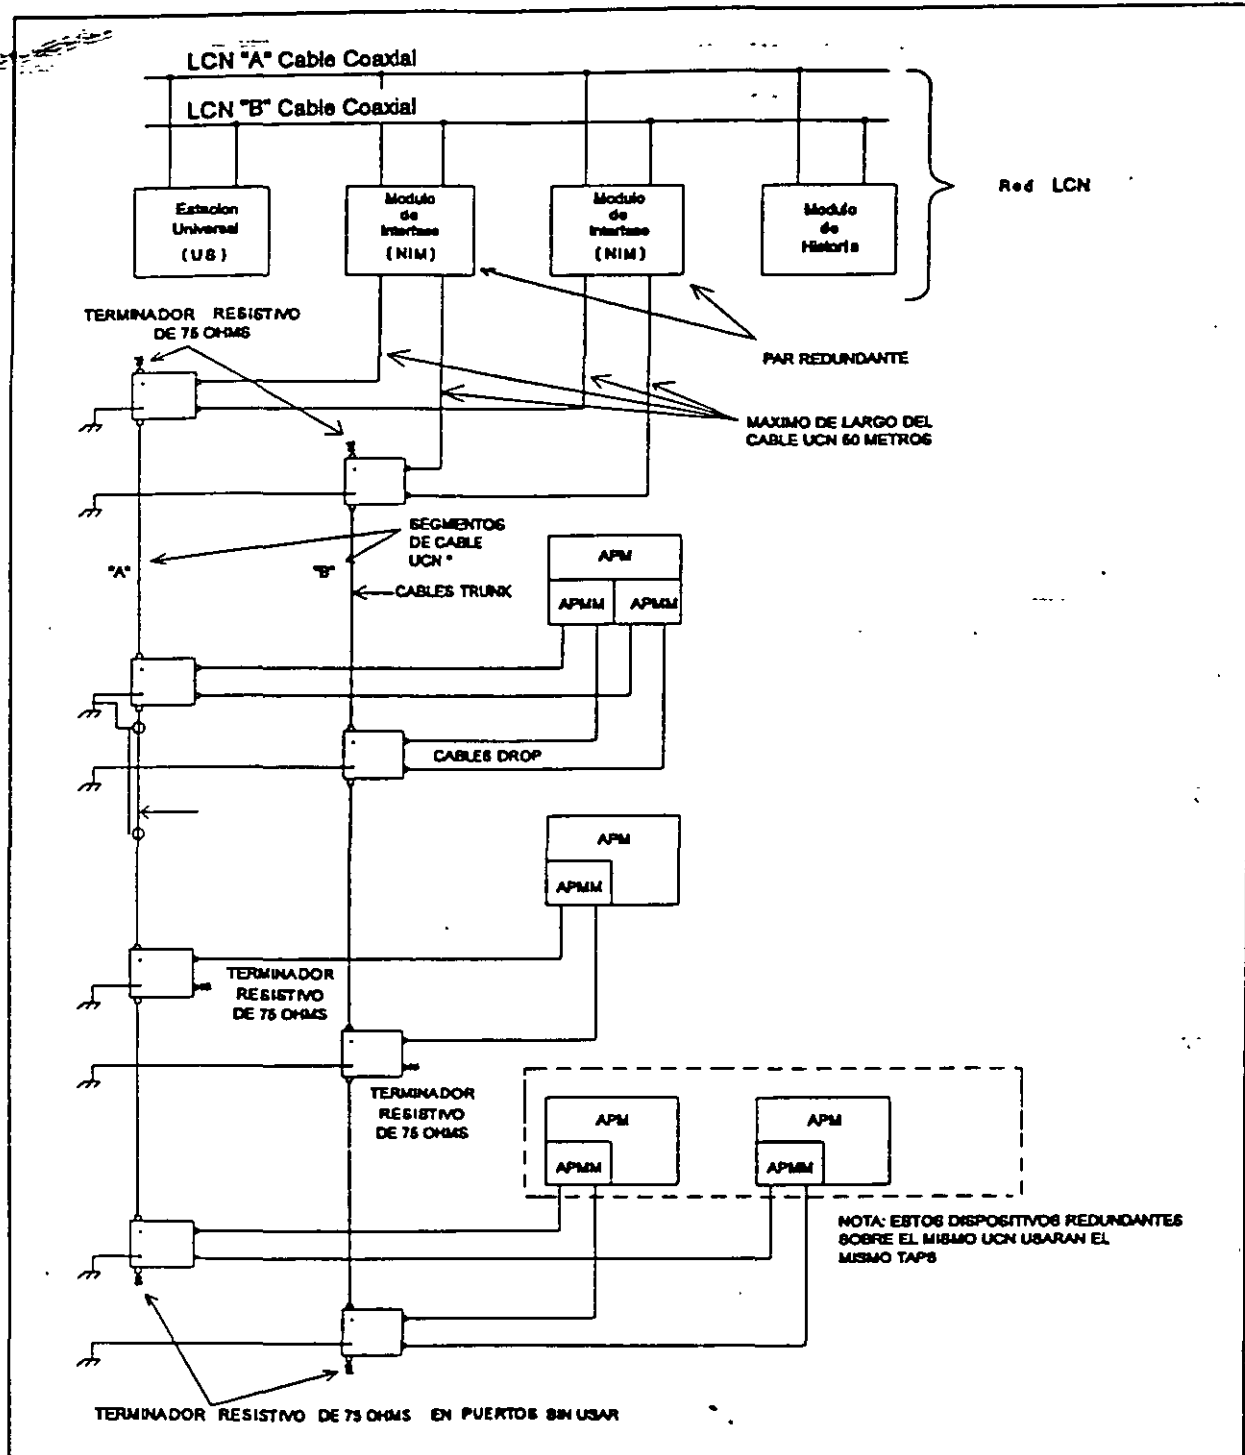 LCN "A" Cable Coaxial
LCN "B" Cable Coaxial
Red LCN
Estacion
Universal
(US)
Modulo
de
Interfase
(NIM)
Modulo
de
Interfase
(NIM)
Modulo
de
Historia
TERMINADOR RESISTIVO
DE 75 OHMS
PAR REDUNDANTE
MAXIMO DE LARGO DEL
CABLE UCN 50 METROS
SEGMENTOS
DE CABLE
UCN *
"A"
"B"
CABLES TRUNK
APM
APMM
APMM
CABLES DROP
APM
APMM
TERMINADOR
RESISTIVO
DE 75 OHMS
TERMINADOR
RESISTIVO
DE 75 OHMS
APM
APMM
APM
APMM
NOTA: ESTOS DISPOSITIVOS REDUNDANTES
SOBRE EL MISMO UCN USARAN EL
MISMO TAPS
TERMINADOR RESISTIVO DE 75 OHMS EN PUERTOS SIN USAR